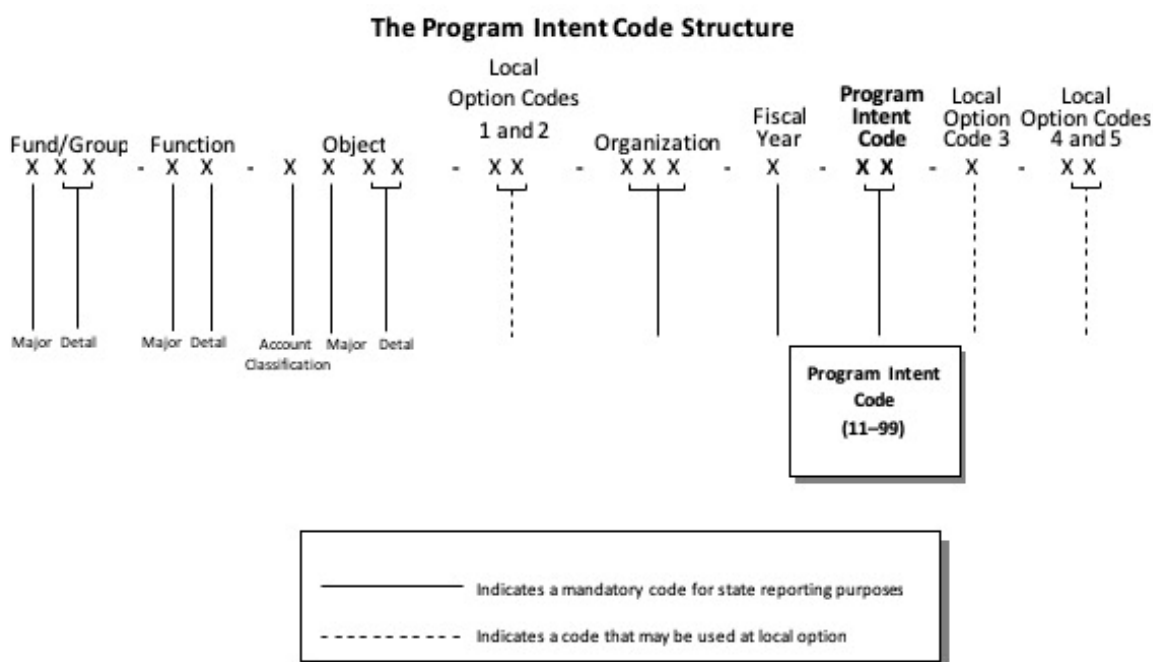 The Program Intent Code Structure
Local
Option Codes
1 and 2
Fiscal
Year
Program
Intent
Code
Local
Option
Code 3
Local
Option Codes
4 and 5
Fund/Group Function Object Organization
X X X - X X - X X X X - X X - X X X - X - X X - X - X X
Major Detal Major Detal Account Classification Major Detal
Program Intent
Code
(11–99)
Indicates a mandatory code for state reporting purposes
Indicates a code that may be used at local option